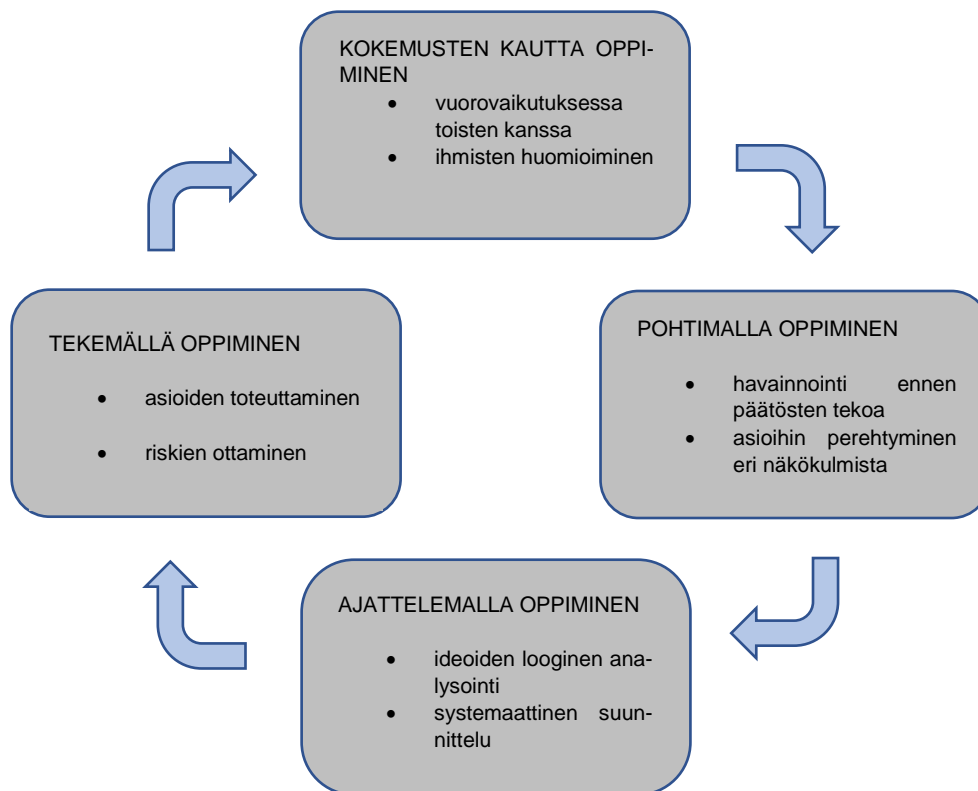 KOKEMUSTEN KAUTTA OPPI-
MINEN
• vuorovaikutuksessa
toisten kanssa
• ihmisten huomioiminen
TEKEMÄLLÄ OPPIMINEN
• asioiden toteuttaminen
• riskien ottaminen
POHTIMALLA OPPIMINEN
• havainnointi ennen
päätösten tekoa
• asioihin perehtyminen
eri näkökulmista
AJATTELEMALLA OPPIMINEN
• ideoiden looginen ana-
lysointi
• systemaattinen suun-
nittelu